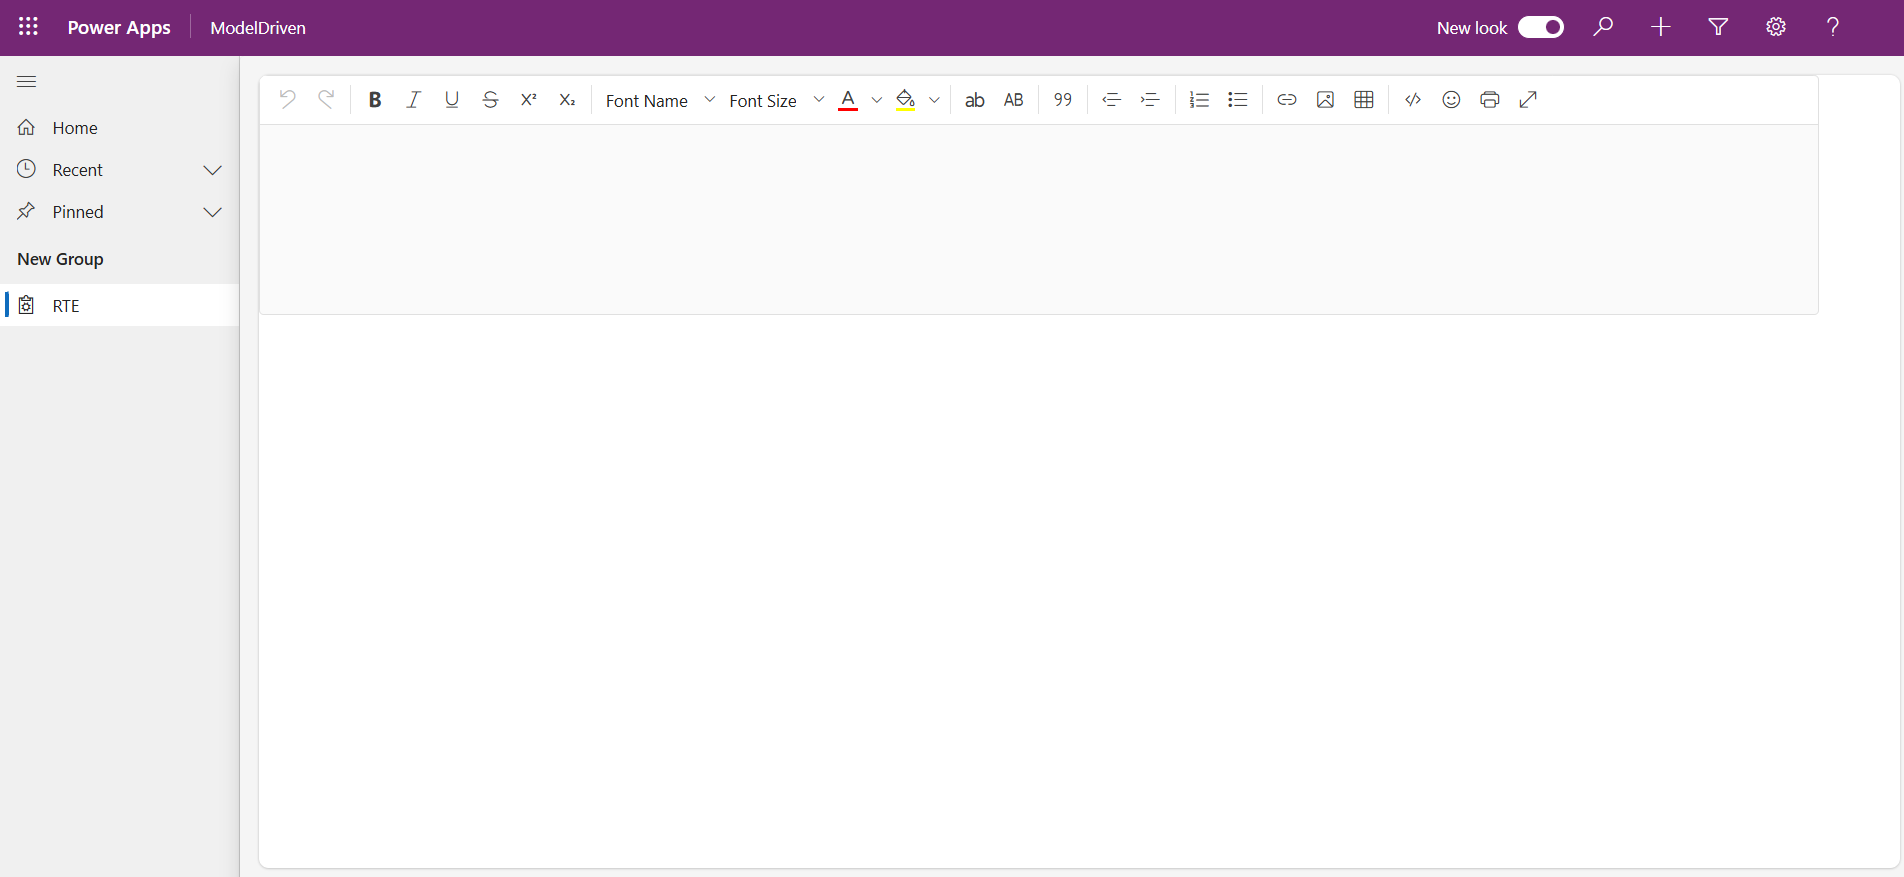 Power Apps ModelDriven New look
B I U S X² X₂ Font Name Font Size A ab AB 99
Home
Recent
Pinned
New Group
RTE